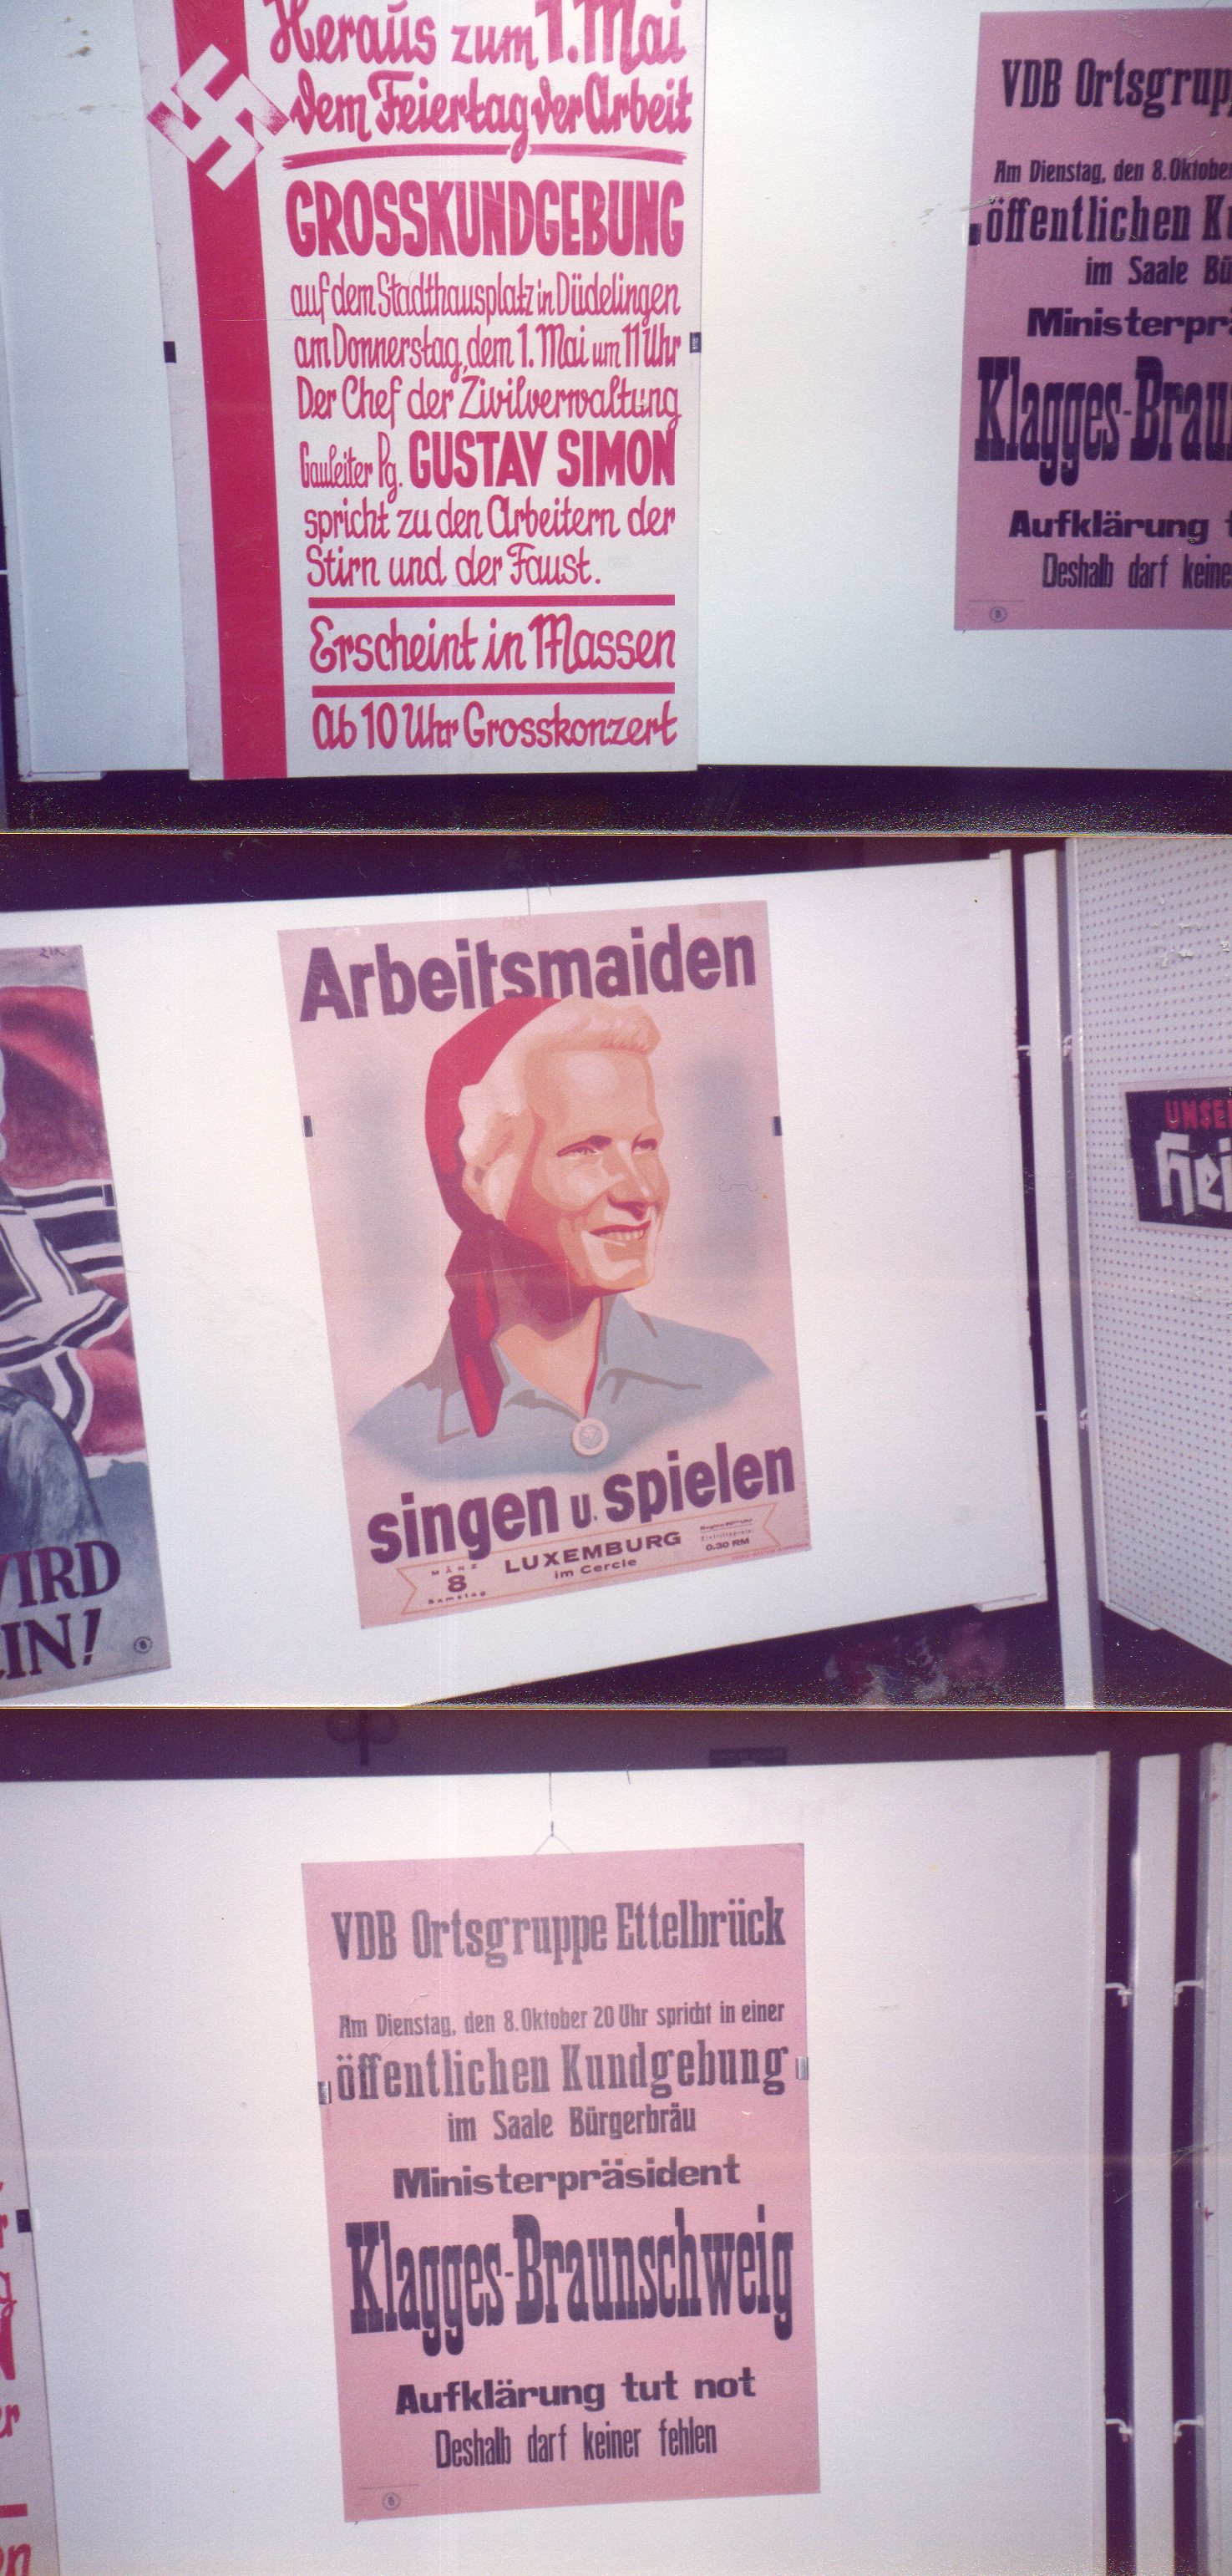 Heraus zum 1. Mai
dem Feiertag der Arbeit
GROSSKUNDGEBUNG
auf dem Stadthausplatz in Düdelingen
am Donnerstag, dem 1. Mai um 11 Uhr
Der Chef der Zivilverwaltung
Gauleiter Pg. GUSTAV SIMON
spricht zu den Arbeitern der
Stirn und der Faust.
Erscheint in Massen
Ab 10 Uhr Grosskonzert
VDB Ortsgrupp
Am Dienstag, den 8. Oktober
öffentlichen Ku
im Saale Bü
Ministerprä
Klagges-Brau
Aufklärung t
Deshalb darf keine
WIRD
IN!
Arbeitsmaiden
singen u. spielen
MÄRZ
8
Samstag
LUXEMBURG
im Cercle
Eintrittspreis:
0.30 RM
UNSE
Hei
VDB Ortsgruppe Ettelbrück
Am Dienstag, den 8. Oktober 20 Uhr spricht in einer
öffentlichen Kundgebung
im Saale Bürgerbräu
Ministerpräsident
Klagges-Braunschweig
Aufklärung tut not
Deshalb darf keiner fehlen